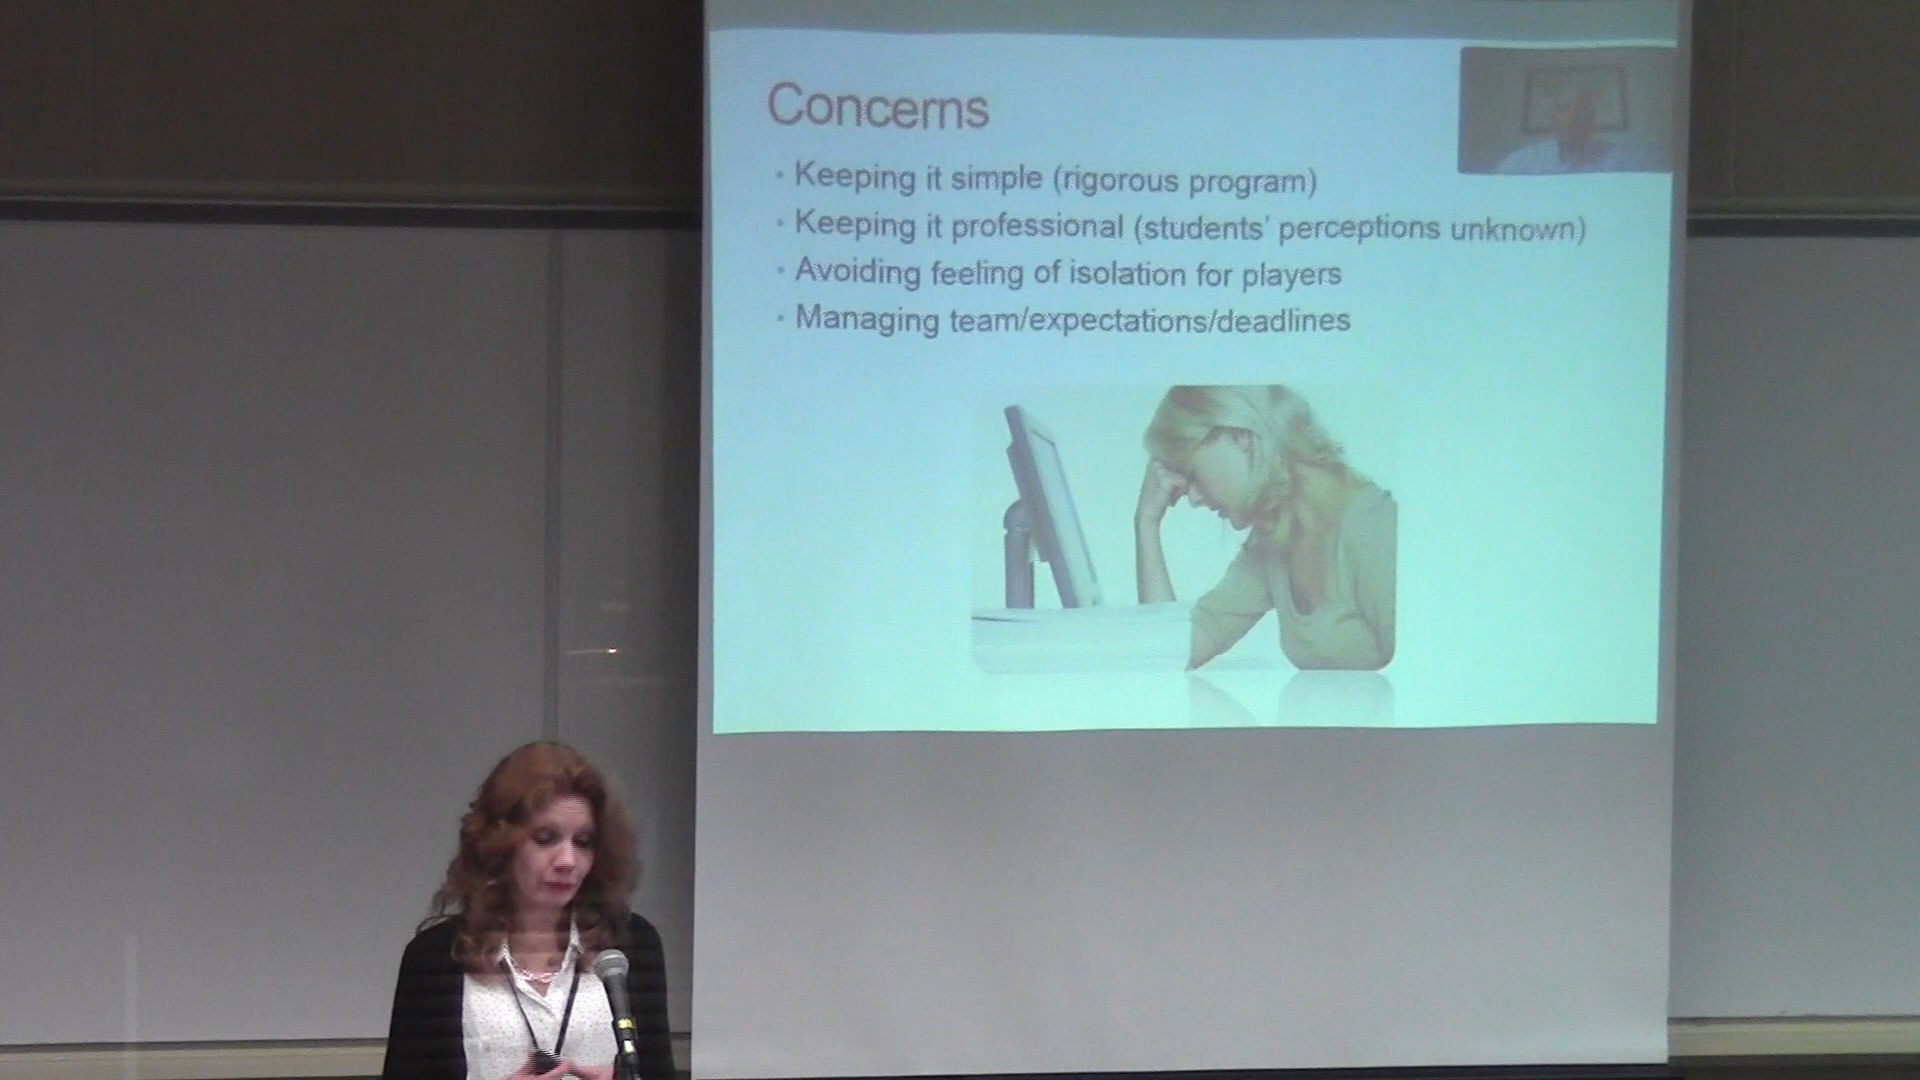 Concerns
• Keeping it simple (rigorous program)
• Keeping it professional (students' perceptions unknown)
• Avoiding feeling of isolation for players
• Managing team/expectations/deadlines